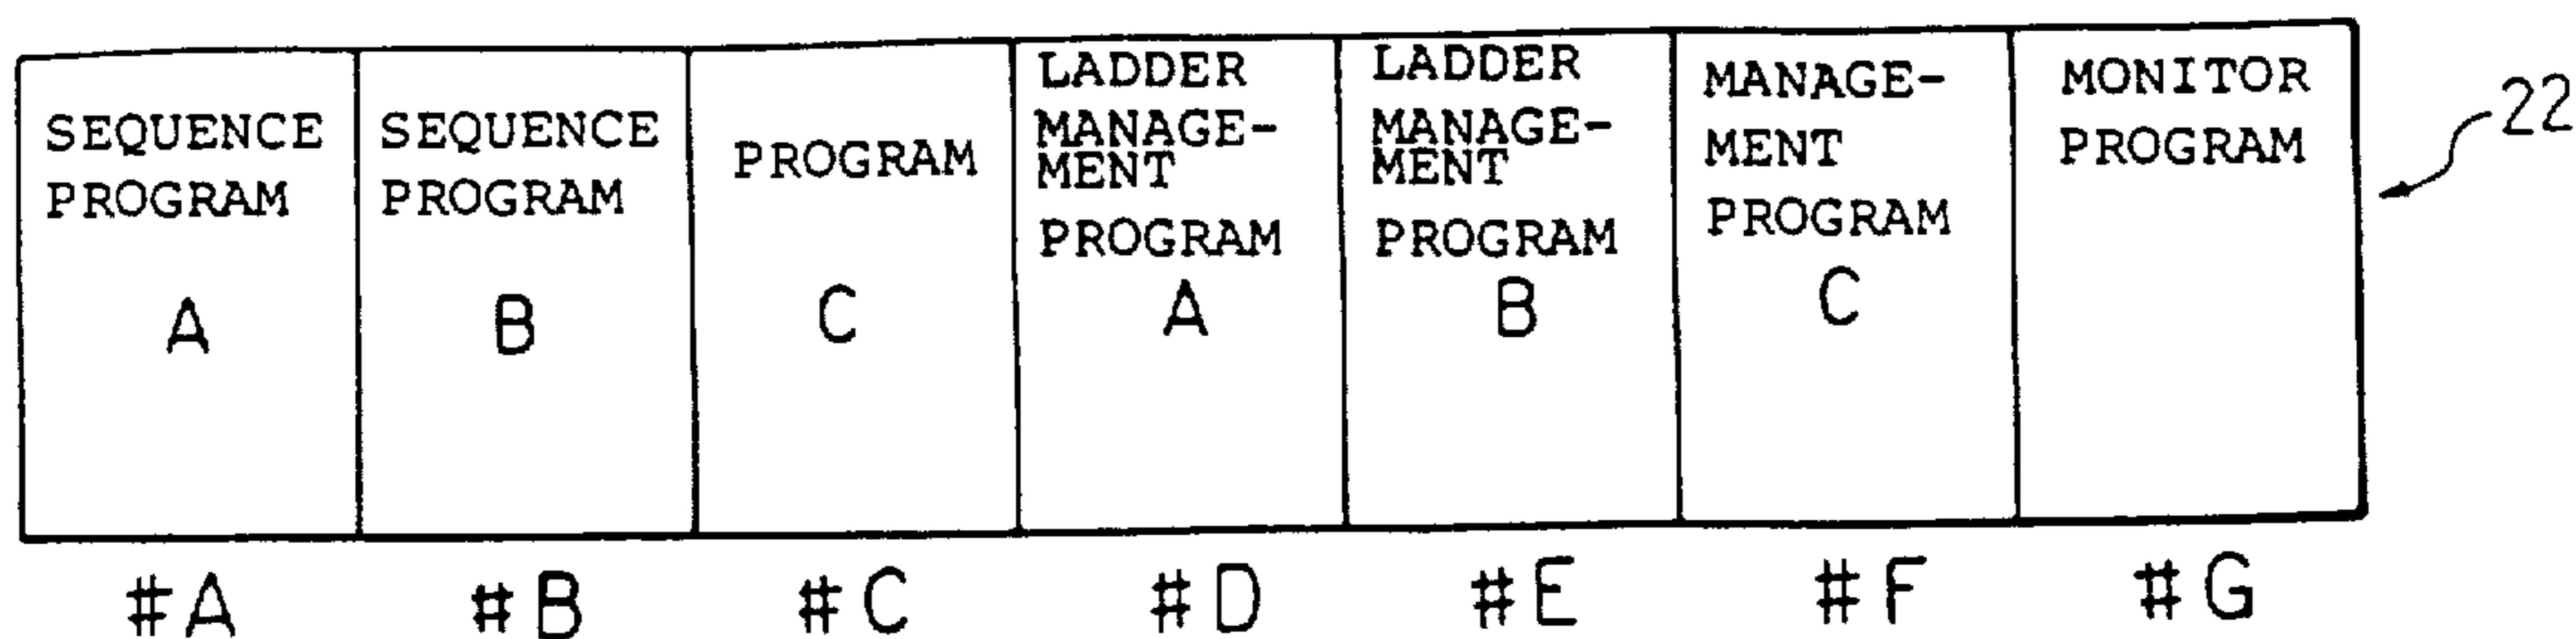 SEQUENCE
PROGRAM
A
SEQUENCE
PROGRAM
B
PROGRAM
C
LADDER
MANAGE-
MENT
PROGRAM
A
LADDER
MANAGE-
MENT
PROGRAM
B
MANAGE-
MENT
PROGRAM
C
MONITOR
PROGRAM
22
#A
#B
#C
#D
#E
#F
#G